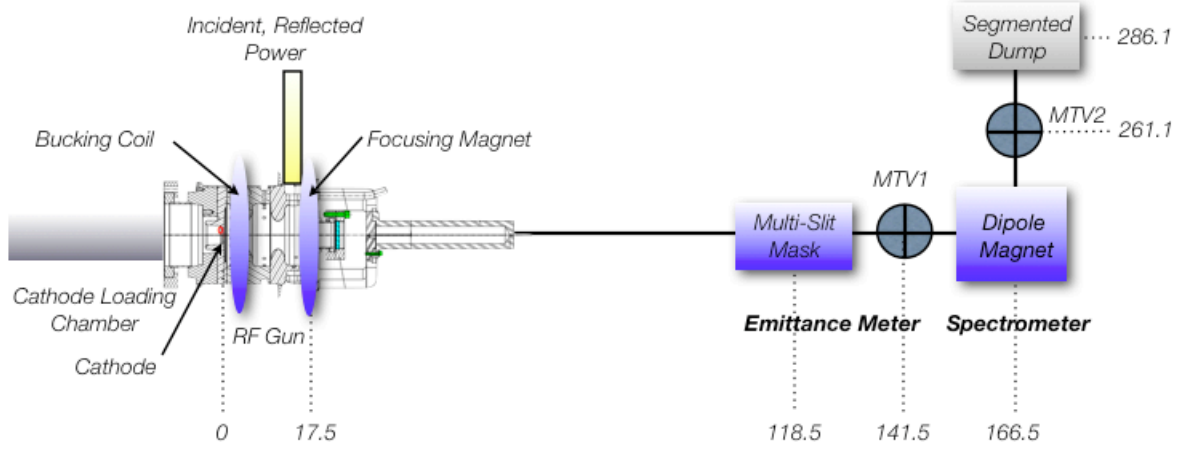 Incident, Reflected
Power
Segmented
Dump
286.1
Bucking Coil
Focusing Magnet
MTV2
261.1
MTV1
Multi-Slit
Mask
Dipole
Magnet
Cathode Loading
Chamber
RF Gun
Emittance Meter
Spectrometer
Cathode
0
17.5
118.5
141.5
166.5